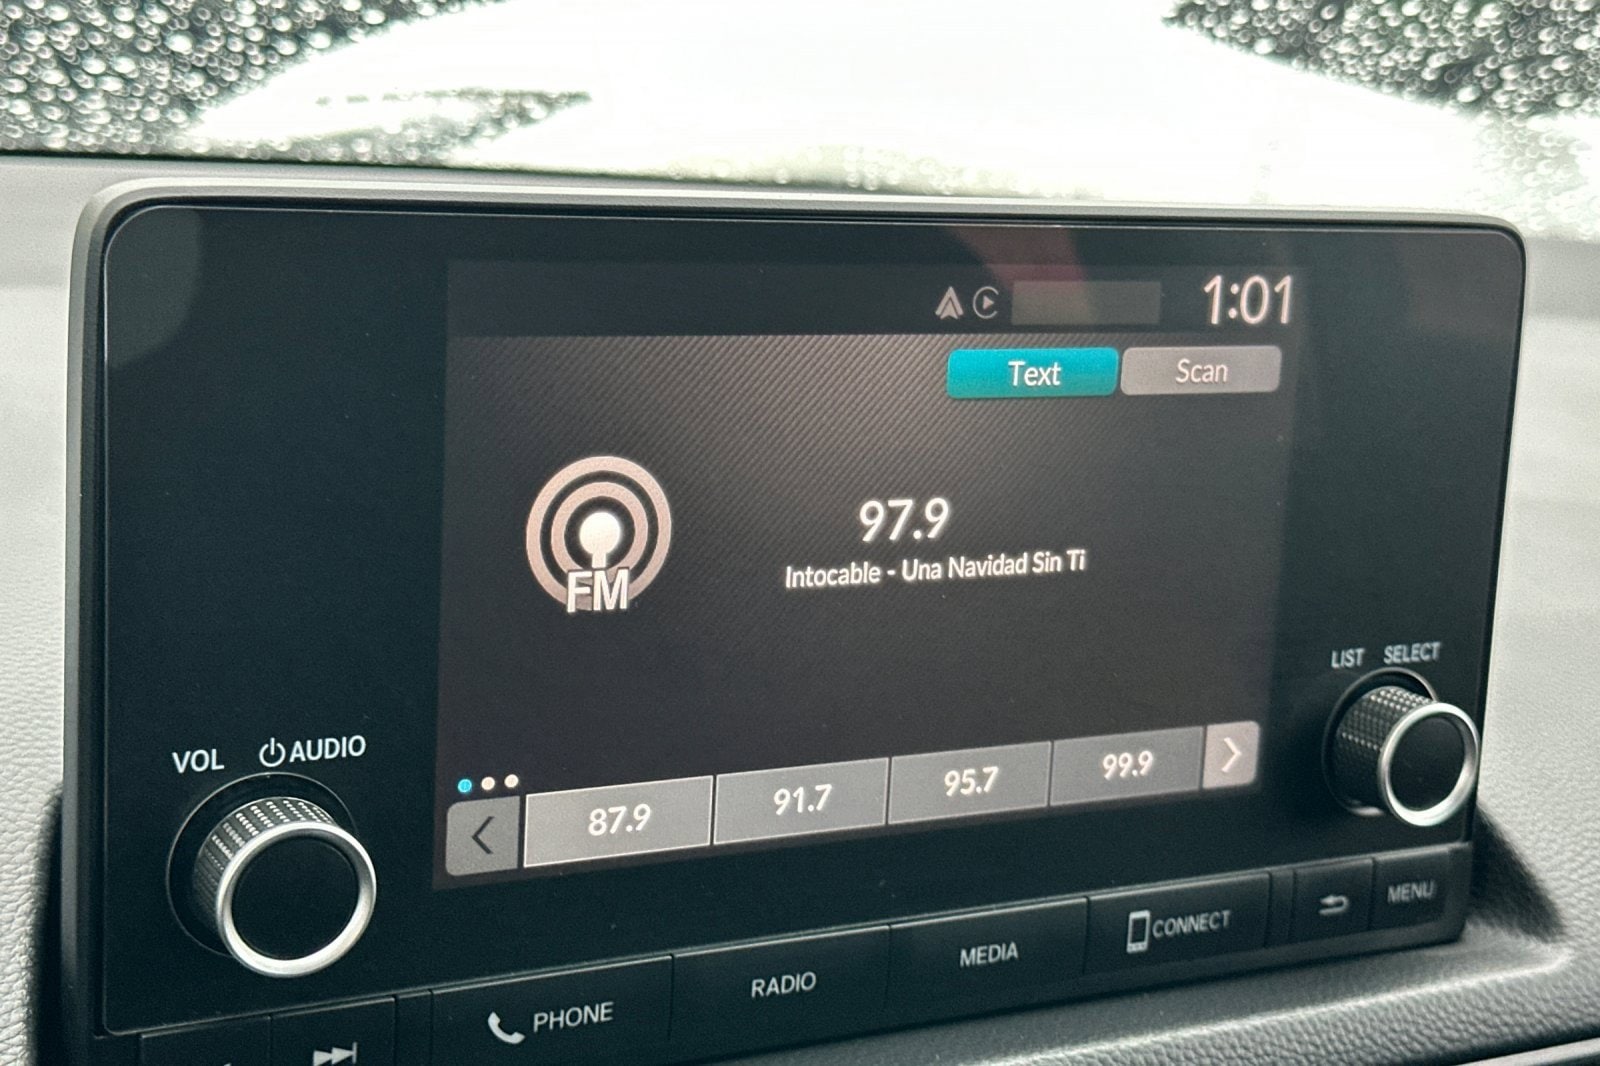 1:01
Text
Scan
97.9
Intocable - Una Navidad Sin Ti
FM
LIST SELECT
VOL AUDIO
87.9
91.7
95.7
99.9
PHONE
RADIO
MEDIA
CONNECT
MENU